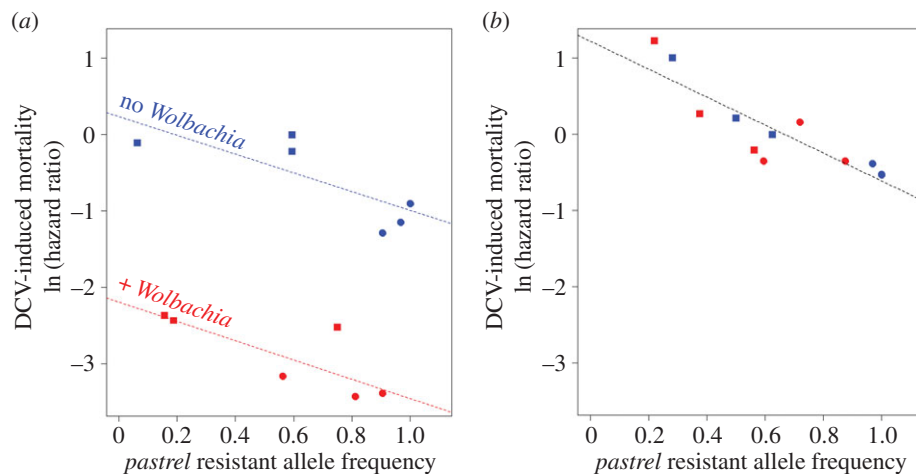 (a)
(b)
DCV-induced mortality
ln (hazard ratio)
1
0
−1
−2
−3
no Wolbachia
+ Wolbachia
0 0.2 0.4 0.6 0.8 1.0
pastrel resistant allele frequency
DCV-induced mortality
ln (hazard ratio)
1
0
−1
−2
−3
0 0.2 0.4 0.6 0.8 1.0
pastrel resistant allele frequency